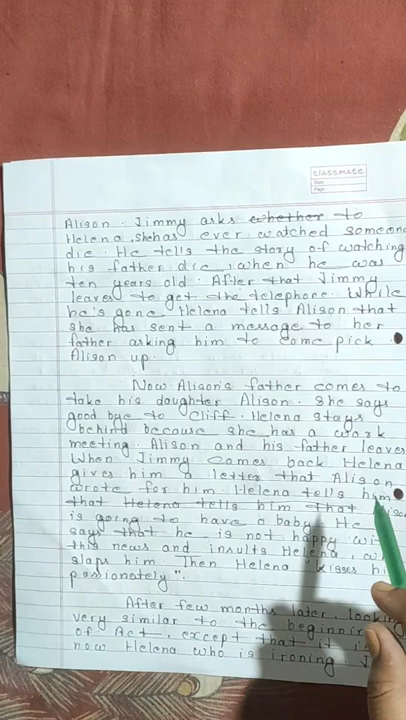 CLASSMATE
Date
Page
Alison. Jimmy asks whether to
Helena, shehas ever watched someone
die. He tells the story of watching
his father die, when he was
ten years old. After that Jimmy
leaves to get the telephone. While
he's gone Helena tells Alison that
she has sent a message to her
father asking him to come pick
Alison up.
Now Alison's father comes to
take his daughter Alison. She says
good bye to Cliff. Helena stays
behind because she has a work
meeting. Alison and his father leaves
When Jimmy comes back Helena
gives him a letter that Alison
wrote for him Helena tells him
that Helena tells him that
is going to have a baby. He
says that he is not happy
this news and insults Helena,
slaps him. Then Helena "kisses
passionately".
After few months later, looking
very similar to the
of Act, except that it
now Helena who is ironing.